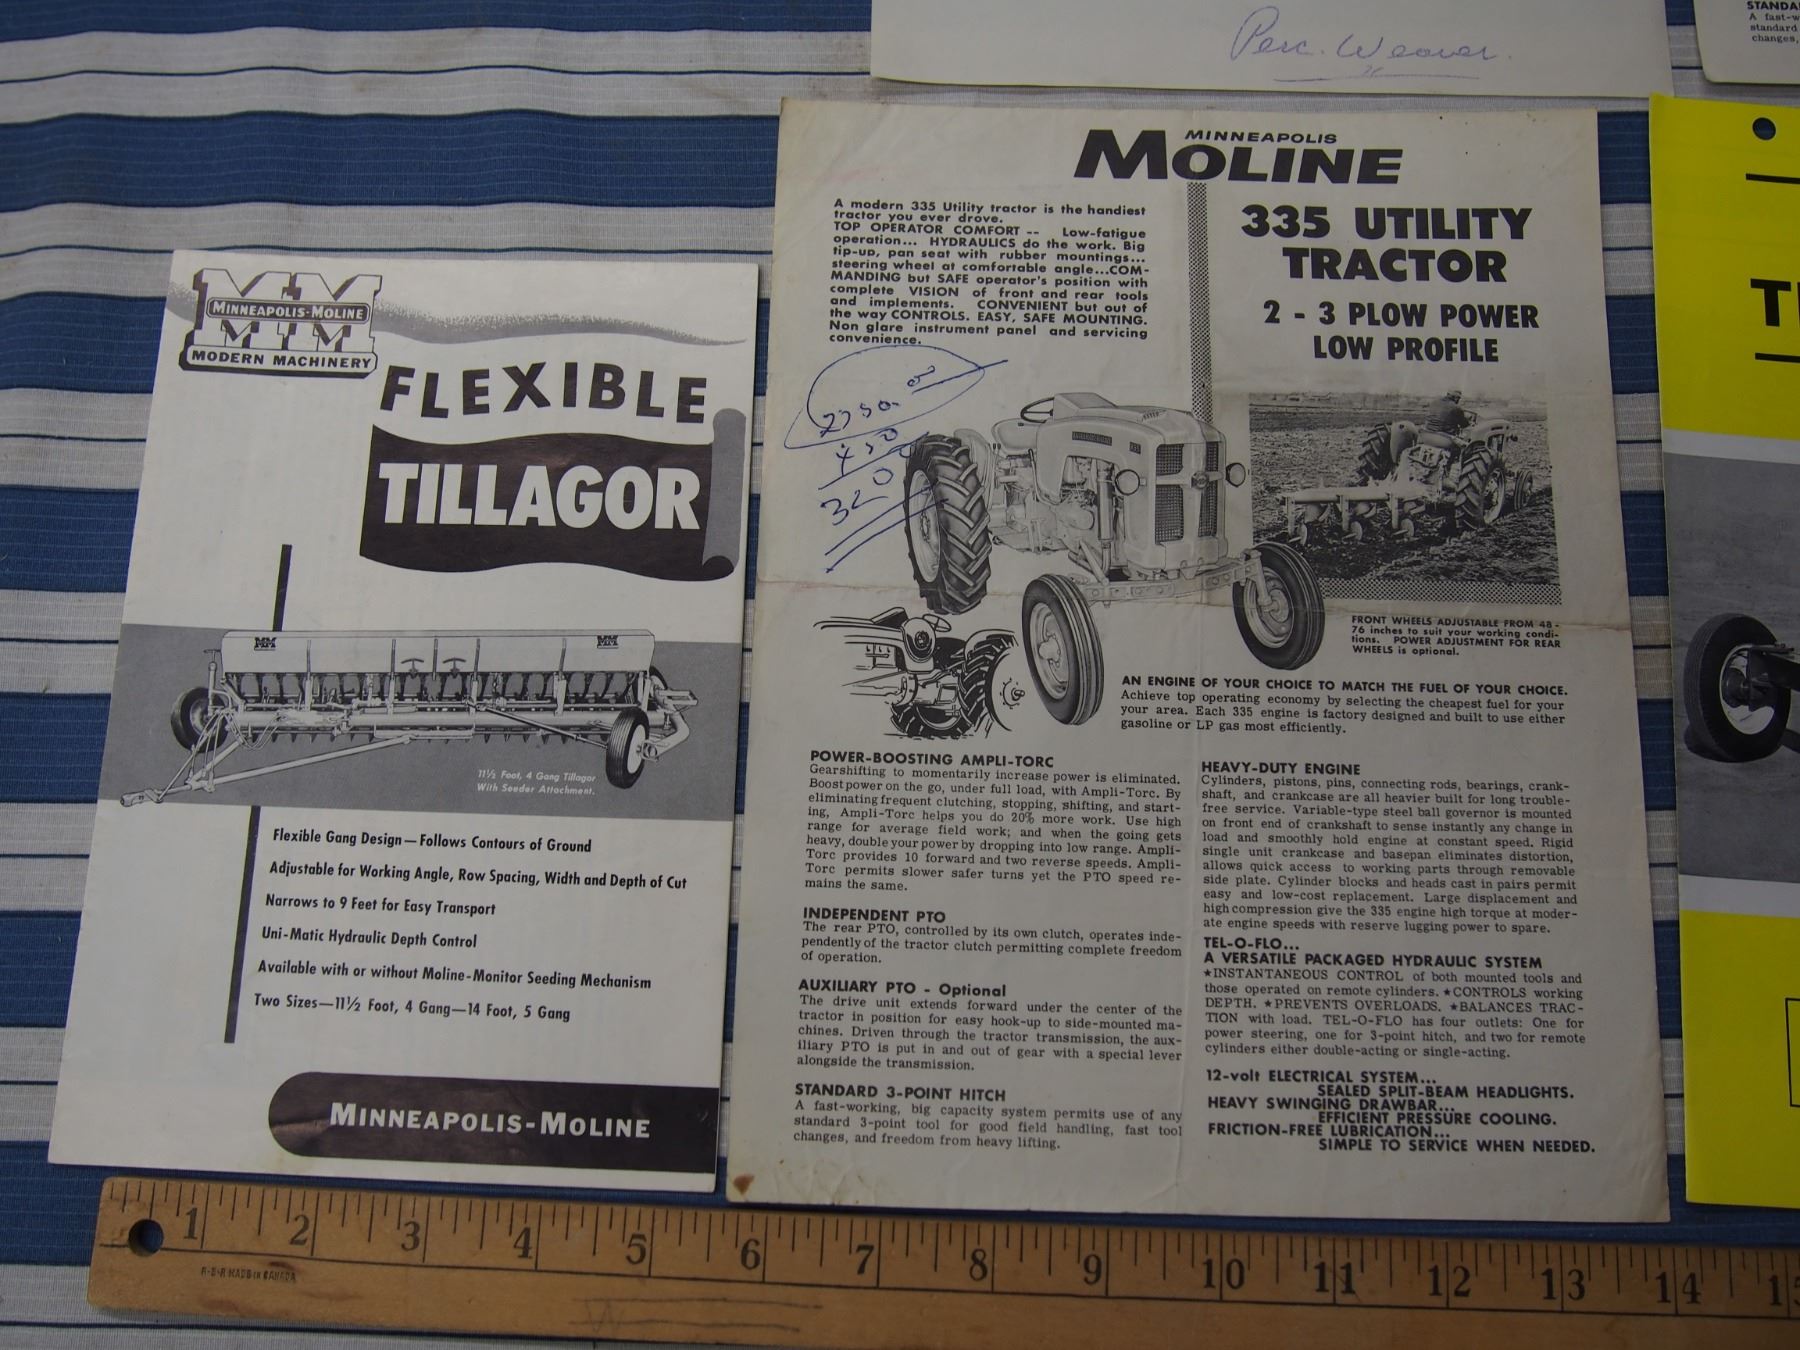 Perc. Weaver
STANDA
A fast-w
standard
changes,
MM
MINNEAPOLIS-MOLINE
MODERN MACHINERY
FLEXIBLE
TILLAGOR
MM
MM
11½ Foot, 4 Gang Tillagor
With Seeder Attachment.
Flexible Gang Design—Follows Contours of Ground
Adjustable for Working Angle, Row Spacing, Width and Depth of Cut
Narrows to 9 Feet for Easy Transport
Uni-Matic Hydraulic Depth Control
Available with or without Moline-Monitor Seeding Mechanism
Two Sizes—11½ Foot, 4 Gang—14 Foot, 5 Gang
MINNEAPOLIS-MOLINE
MINNEAPOLIS
MOLINE
335 UTILITY
TRACTOR
2 - 3 PLOW POWER
LOW PROFILE
A modern 335 Utility tractor is the handiest
tractor you ever drove.
TOP OPERATOR COMFORT -- Low-fatigue
operation... HYDRAULICS do the work. Big
tip-up, pan seat with rubber mountings...
steering wheel at comfortable angle...COM-
MANDING but SAFE operator's position with
complete VISION of front and rear tools
and implements. CONVENIENT but out of
the way CONTROLS. EASY, SAFE MOUNTING.
Non glare instrument panel and servicing
convenience.
2750.
450
320
FRONT WHEELS ADJUSTABLE FROM 48 -
76 inches to suit your working condi-
tions. POWER ADJUSTMENT FOR REAR
WHEELS is optional.
AN ENGINE OF YOUR CHOICE TO MATCH THE FUEL OF YOUR CHOICE.
Achieve top operating economy by selecting the cheapest fuel for your
your area. Each 335 engine is factory designed and built to use either
gasoline or LP gas most efficiently.
POWER-BOOSTING AMPLI-TORC
Gearshifting to momentarily increase power is eliminated.
Boost power on the go, under full load, with Ampli-Torc. By
eliminating frequent clutching, stopping, shifting, and start-
ing, Ampli-Torc helps you do 20% more work. Use high
range for average field work; and when the going gets
heavy, double your power by dropping into low range. Ampli-
Torc provides 10 forward and two reverse speeds. Ampli-
Torc permits slower safer turns yet the PTO speed re-
mains the same.
INDEPENDENT PTO
The rear PTO, controlled by its own clutch, operates inde-
pendently of the tractor clutch permitting complete freedom
of operation.
AUXILIARY PTO - Optional
The drive unit extends forward under the center of the
tractor in position for easy hook-up to side-mounted ma-
chines. Driven through the tractor transmission, the aux-
iliary PTO is put in and out of gear with a special lever
alongside the transmission.
STANDARD 3-POINT HITCH
A fast-working, big capacity system permits use of any
standard 3-point tool for good field handling, fast tool
changes, and freedom from heavy lifting.
HEAVY-DUTY ENGINE
Cylinders, pistons, pins, connecting rods, bearings, crank-
shaft, and crankcase are all heavier built for long trouble-
free service. Variable-type steel ball governor is mounted
on front end of crankshaft to sense instantly any change in
load and smoothly hold engine at constant speed. Rigid
single unit crankcase and basepan eliminates distortion,
allows quick access to working parts through removable
side plate. Cylinder blocks and heads cast in pairs permit
easy and low-cost replacement. Large displacement and
high compression give the 335 engine high torque at moder-
ate engine speeds with reserve lugging power to spare.
TEL-O-FLO...
A VERSATILE PACKAGED HYDRAULIC SYSTEM
★INSTANTANEOUS CONTROL of both mounted tools and
those operated on remote cylinders. ★CONTROLS working
DEPTH. ★PREVENTS OVERLOADS. ★BALANCES TRAC-
TION with load. TEL-O-FLO has four outlets: One for
power steering, one for 3-point hitch, and two for remote
cylinders either double-acting or single-acting.
12-volt ELECTRICAL SYSTEM...
SEALED SPLIT-BEAM HEADLIGHTS.
HEAVY SWINGING DRAWBAR...
EFFICIENT PRESSURE COOLING.
FRICTION-FREE LUBRICATION...
SIMPLE TO SERVICE WHEN NEEDED.
T
1 2 3 4 5 6 7 8 9 10 11 12 13 14 15
MADE IN CANADA
W